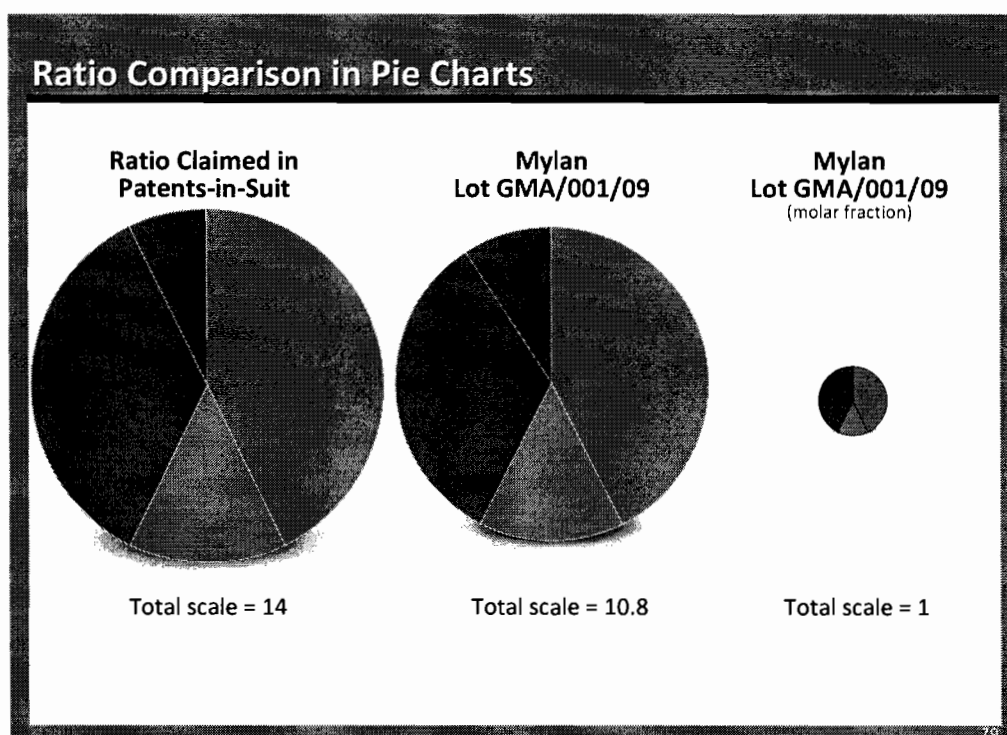 Ratio Comparison in Pie Charts
Ratio Claimed in
Patents-in-Suit
Mylan
Lot GMA/001/09
Mylan
Lot GMA/001/09
(molar fraction)
Total scale = 14
Total scale = 10.8
Total scale = 1